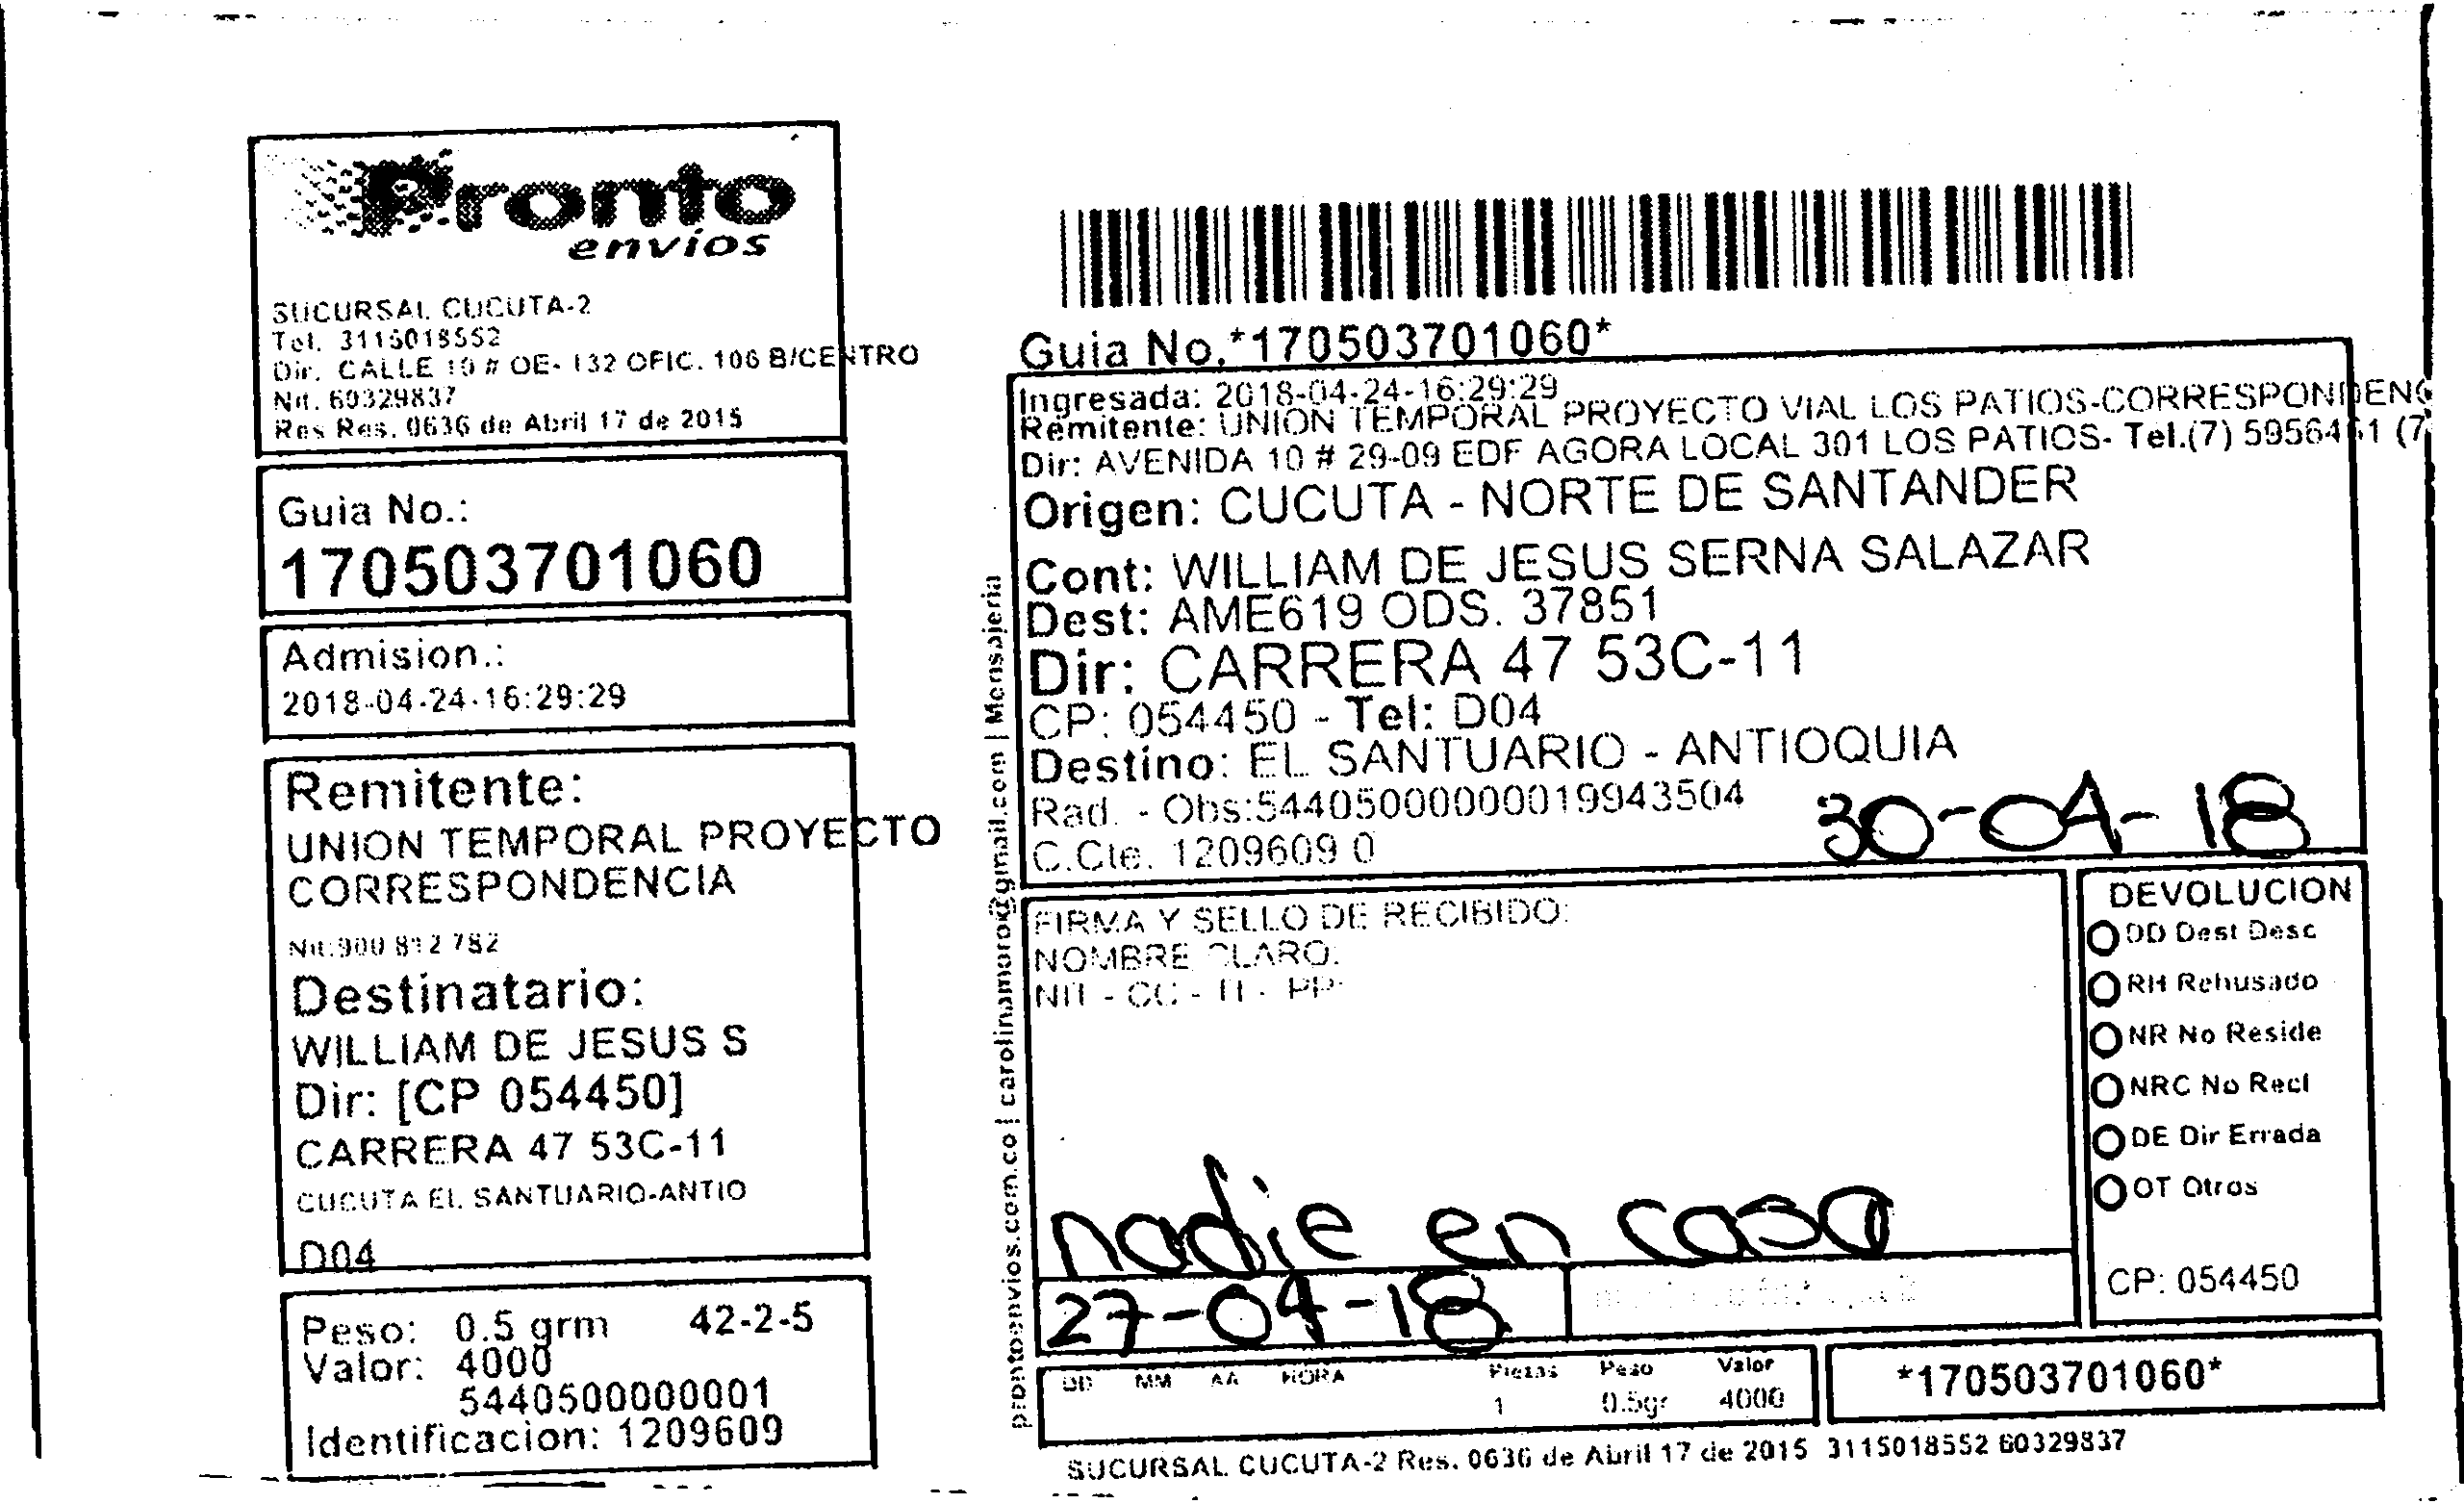 Pronto
envios
SUCURSAL CUCUTA-2
Tel. 3115018552
Dir. CALLE 10 # OE- 132 OFIC. 106 B/CENTRO
Nit. 60329837
Res Res. 0636 de Abril 17 de 2015
Guia No.:
170503701060
Admision.:
2018-04-24-16:29:29
Remitente:
UNION TEMPORAL PROYECTO
CORRESPONDENCIA
Nit:900 812 782
Destinatario:
WILLIAM DE JESUS S
Dir: [CP 054450]
CARRERA 47 53C-11
CUCUTA EL SANTUARIO-ANTIO
D04
Peso: 0.5 grm 42-2-5
Valor: 4000
5440500000001
Identificacion: 1209609
prontoenvios.com.co | carolinamoro@gmail.com | Mensajeria
Guia No.*170503701060*
Ingresada: 2018-04-24-16:29:29
Remitente: UNION TEMPORAL PROYECTO VIAL LOS PATIOS-CORRESPONDENC
Dir: AVENIDA 10 # 29-09 EDF AGORA LOCAL 301 LOS PATIOS- Tel.(7) 5956461 (7
Origen: CUCUTA - NORTE DE SANTANDER
Cont: WILLIAM DE JESUS SERNA SALAZAR
Dest: AME619 ODS. 37851
Dir: CARRERA 47 53C-11
CP: 054450 - Tel: D04
Destino: EL SANTUARIO - ANTIOQUIA
Rad. - Obs:544050000000019943504
C.Cte. 1209609 0
30-04-18
FIRMA Y SELLO DE RECIBIDO:
NOMBRE CLARO:
NIT - CC - TI - PP:
nadie en casa
27-04-18
DEVOLUCION
DD Dest Desc
RH Rehusado
NR No Reside
NRC No Recl
DE Dir Errada
OT Otros
CP: 054450
DD MM AA HORA Piezas Peso Valor
1 0.5gr 4000
*170503701060*
SUCURSAL CUCUTA-2 Res. 0636 de Abril 17 de 2015 3115018552 60329837